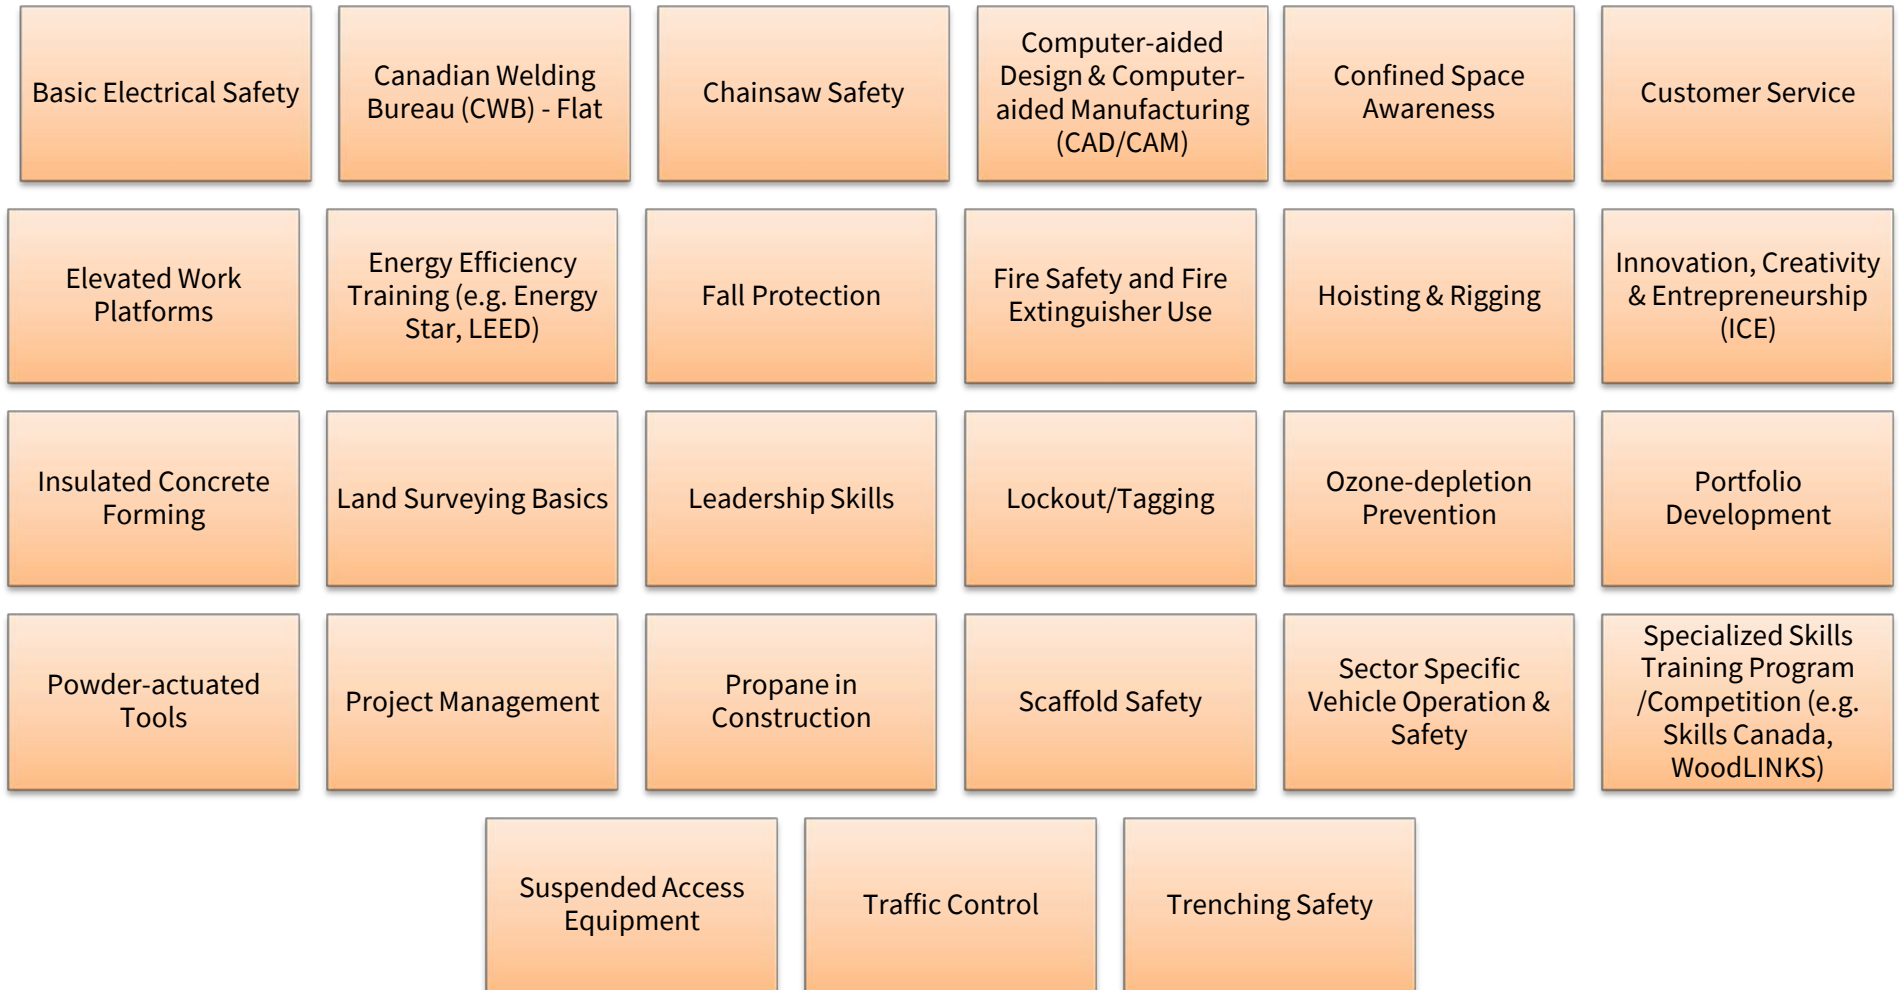 Basic Electrical Safety
Canadian Welding
Bureau (CWB) - Flat
Chainsaw Safety
Computer-aided
Design & Computer-
aided Manufacturing
(CAD/CAM)
Confined Space
Awareness
Customer Service
Elevated Work
Platforms
Energy Efficiency
Training (e.g. Energy
Star, LEED)
Fall Protection
Fire Safety and Fire
Extinguisher Use
Hoisting & Rigging
Innovation, Creativity
& Entrepreneurship
(ICE)
Insulated Concrete
Forming
Land Surveying Basics
Leadership Skills
Lockout/Tagging
Ozone-depletion
Prevention
Portfolio
Development
Powder-actuated
Tools
Project Management
Propane in
Construction
Scaffold Safety
Sector Specific
Vehicle Operation &
Safety
Specialized Skills
Training Program
/Competition (e.g.
Skills Canada,
WoodLINKS)
Suspended Access
Equipment
Traffic Control
Trenching Safety